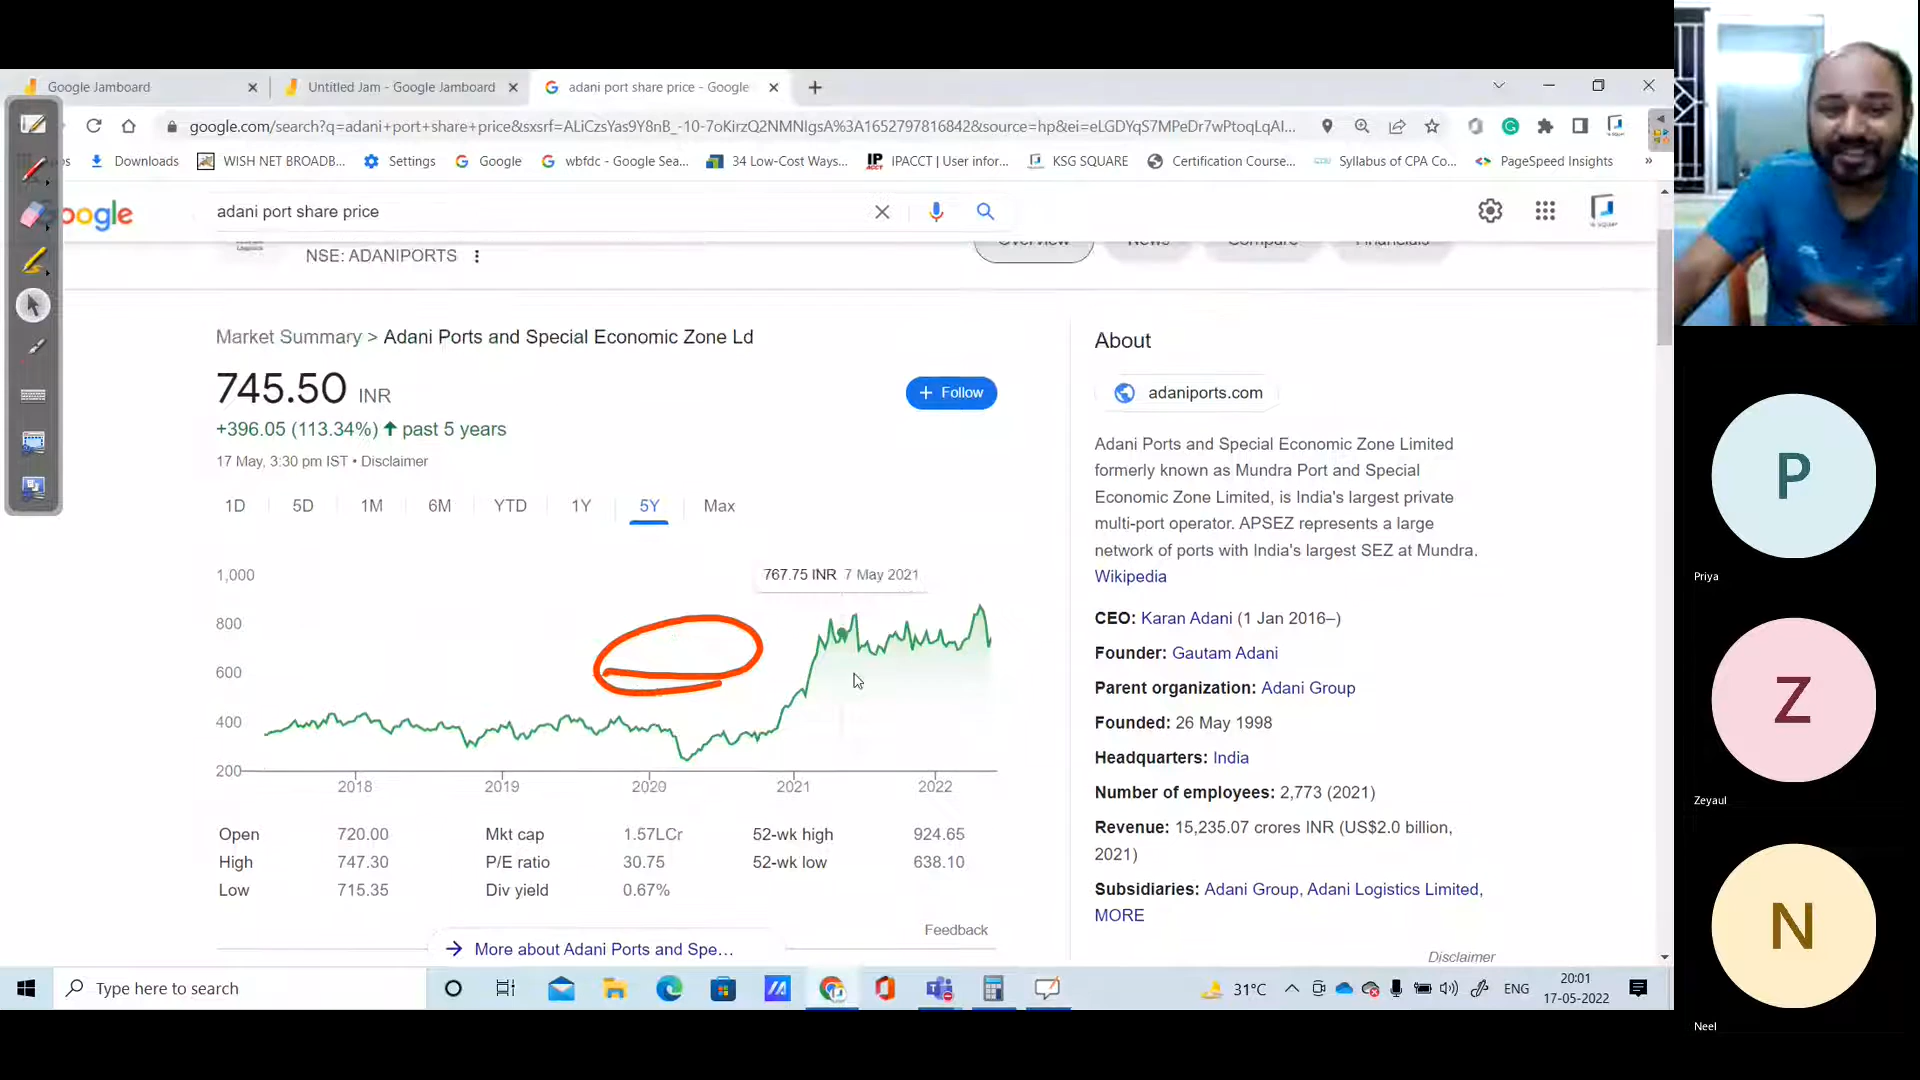 Google Jamboard
Untitled Jam - Google Jamboard
adani port share price - Google
google.com/search?q=adani+port+share+price&sxsrf=ALiCzsYas9Y8nB_-10-7oKirzQ2NMNIgsA%3A1652797816842&source=hp&ei=eLGDYqS7MPeDr7wPtoqLqAI...
Downloads
WISH NET BROADB...
Settings
Google
wbfdc - Google Sea...
34 Low-Cost Ways...
IPACCT | User infor...
KSG SQUARE
Certification Course...
Syllabus of CPA Co...
PageSpeed Insights
»
adani port share price
Overview
News
Compare
Financials
NSE: ADANIPORTS
Market Summary > Adani Ports and Special Economic Zone Ld
745.50 INR
+ Follow
+396.05 (113.34%) ↑ past 5 years
17 May, 3:30 pm IST • Disclaimer
1D 5D 1M 6M YTD 1Y 5Y Max
767.75 INR 7 May 2021
1,000
800
600
400
200
2018 2019 2020 2021 2022
Open 720.00 Mkt cap 1.57LCr 52-wk high 924.65
High 747.30 P/E ratio 30.75 52-wk low 638.10
Low 715.35 Div yield 0.67%
Feedback
More about Adani Ports and Spe...
About
adaniports.com
Adani Ports and Special Economic Zone Limited
formerly known as Mundra Port and Special
Economic Zone Limited, is India's largest private
multi-port operator. APSEZ represents a large
network of ports with India's largest SEZ at Mundra.
Wikipedia
CEO: Karan Adani (1 Jan 2016–)
Founder: Gautam Adani
Parent organization: Adani Group
Founded: 26 May 1998
Headquarters: India
Number of employees: 2,773 (2021)
Revenue: 15,235.07 crores INR (US$2.0 billion,
2021)
Subsidiaries: Adani Group, Adani Logistics Limited,
MORE
Disclaimer
Type here to search
31°C
ENG
20:01
17-05-2022
P
Priya
Z
Zeyaul
N
Neel